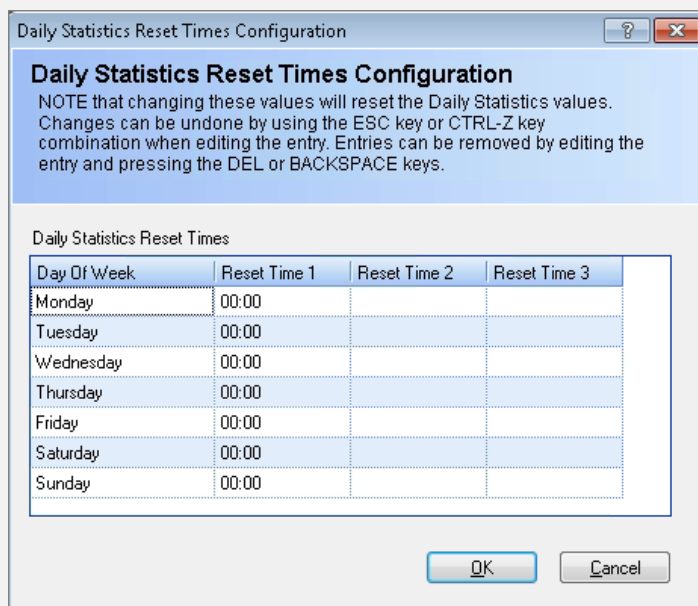 Daily Statistics Reset Times Configuration
?
Daily Statistics Reset Times Configuration
NOTE that changing these values will reset the Daily Statistics values.
Changes can be undone by using the ESC key or CTRL-Z key
combination when editing the entry. Entries can be removed by editing the
entry and pressing the DEL or BACKSPACE keys.
Daily Statistics Reset Times
Day Of Week Reset Time 1 Reset Time 2 Reset Time 3
Monday 00:00
Tuesday 00:00
Wednesday 00:00
Thursday 00:00
Friday 00:00
Saturday 00:00
Sunday 00:00
OK Cancel